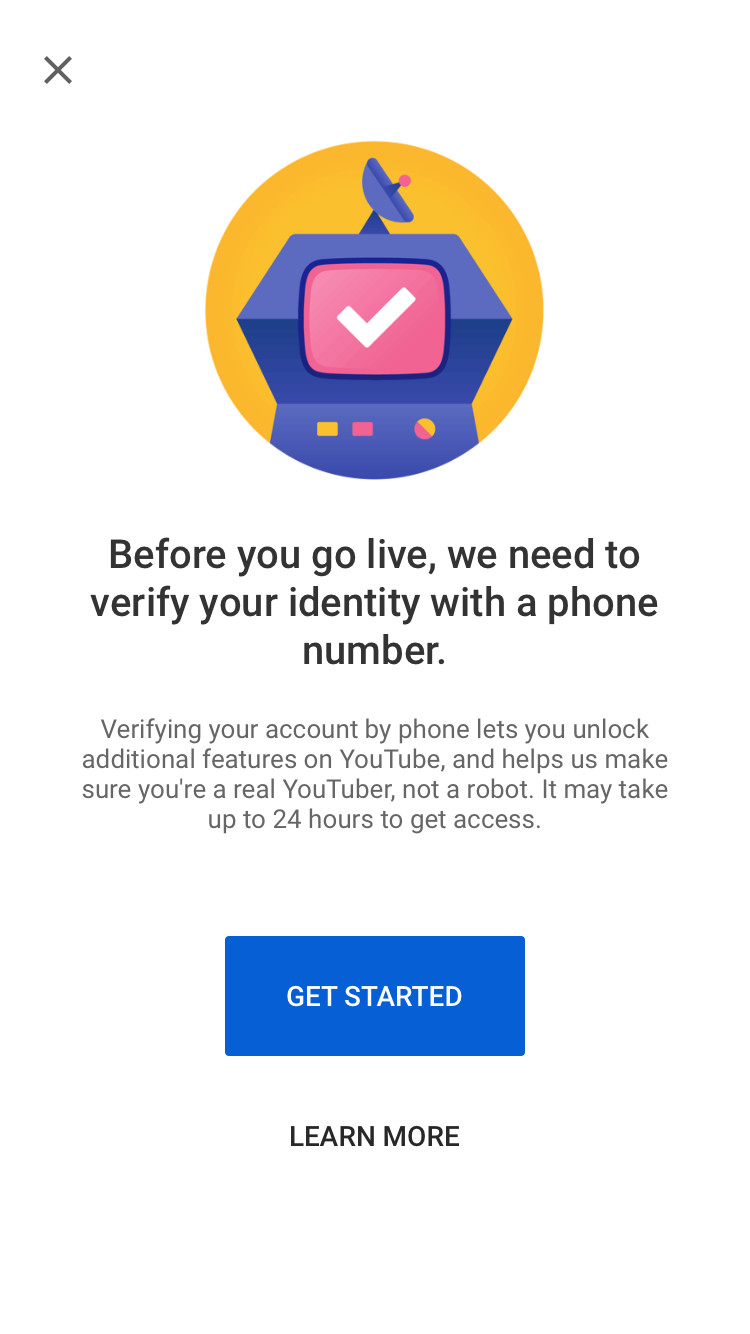 Before you go live, we need to
verify your identity with a phone
number.
Verifying your account by phone lets you unlock
additional features on YouTube, and helps us make
sure you're a real YouTuber, not a robot. It may take
up to 24 hours to get access.
GET STARTED
LEARN MORE